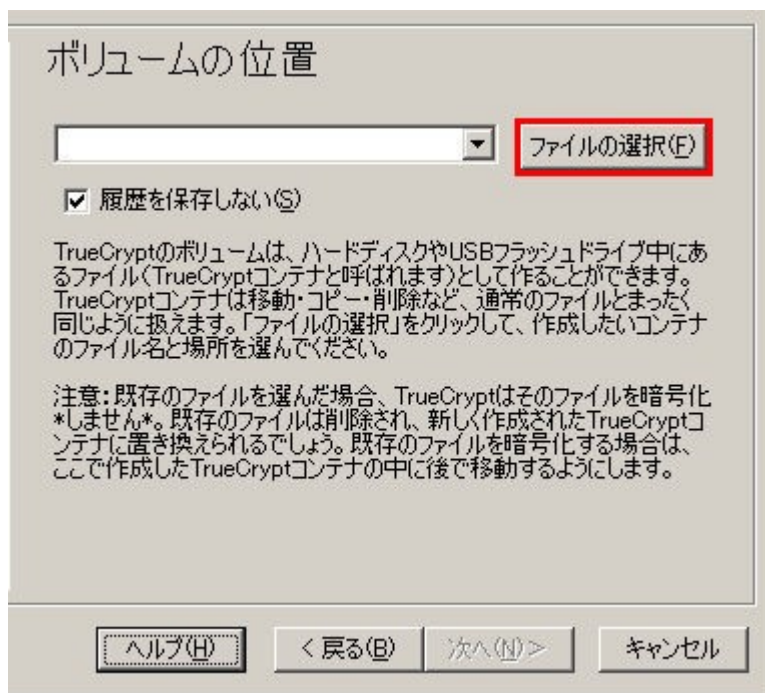 ボリュームの位置
ファイルの選択(F)
履歴を保存しない(S)
TrueCryptのボリュームは、ハードディスクやUSBフラッシュドライブ中にあ
るファイル(TrueCryptコンテナと呼ばれます)として作ることができます。
TrueCryptコンテナは移動・コピー・削除など、通常のファイルとまったく
同じように扱えます。「ファイルの選択」をクリックして、作成したいコンテナ
のファイル名と場所を選んでください。
注意:既存のファイルを選んだ場合、TrueCryptはそのファイルを暗号化
*しません*。既存のファイルは削除され、新しく作成されたTrueCryptコ
ンテナに置き換えられるでしょう。既存のファイルを暗号化する場合は、
ここで作成したTrueCryptコンテナの中に後で移動するようにします。
ヘルプ(H) < 戻る(B) 次へ(N) > キャンセル